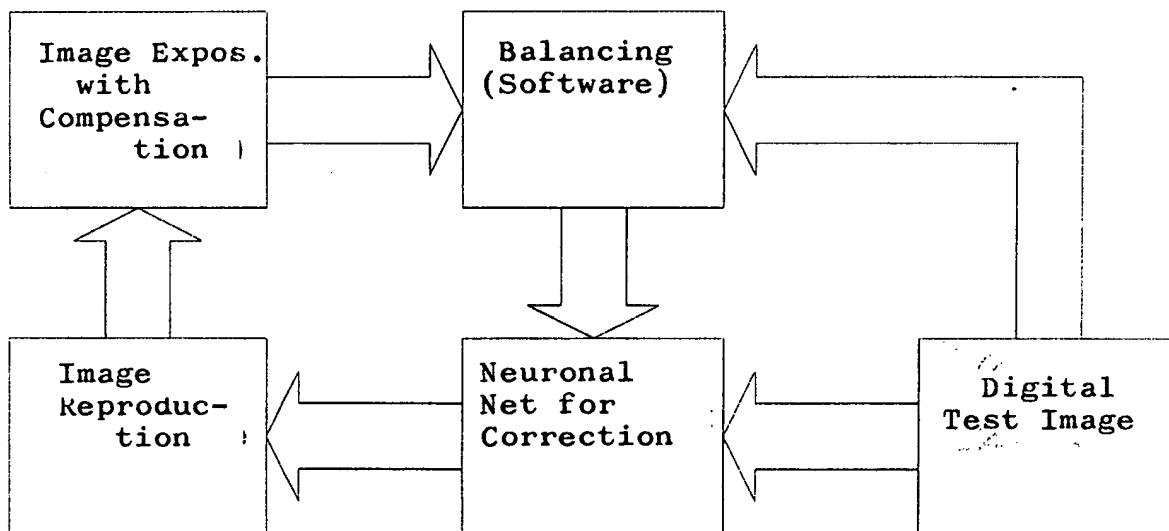 Image Expos.
with
Compensa-
tion
Balancing
(Software)
Image
Reproduc-
tion
Neuronal
Net for
Correction
Digital
Test Image